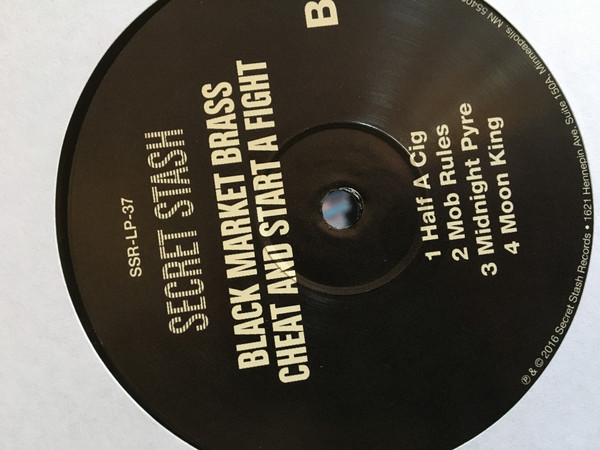 B
SSR-LP-37
SECRET STASH
BLACK MARKET BRASS
CHEAT AND START A FIGHT
1 Half A Cig
2 Mob Rules
3 Midnight Pyre
4 Moon King
℗ & © 2016 Secret Stash Records • 1621 Hennepin Ave. Suite 150A, Minneapolis, MN